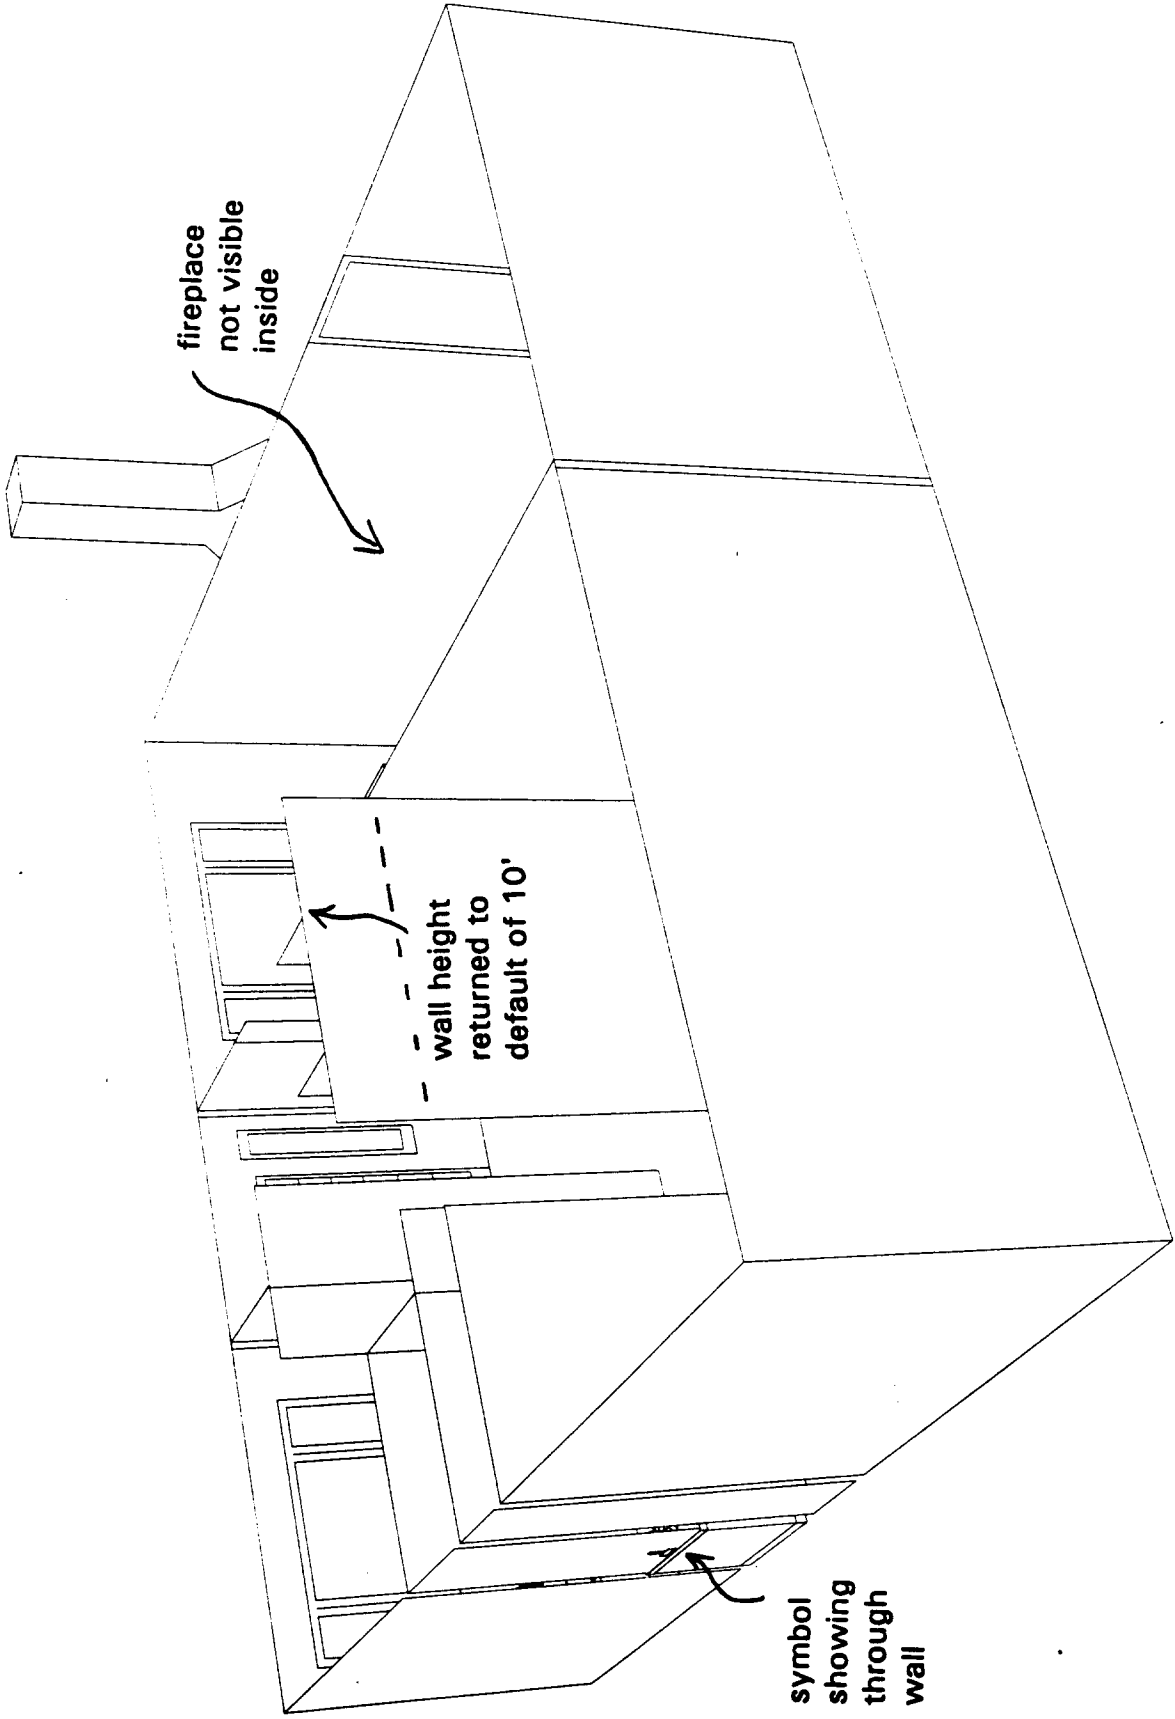 fireplace
not visible
inside
wall height
returned to
default of 10'
symbol
showing
through
wall